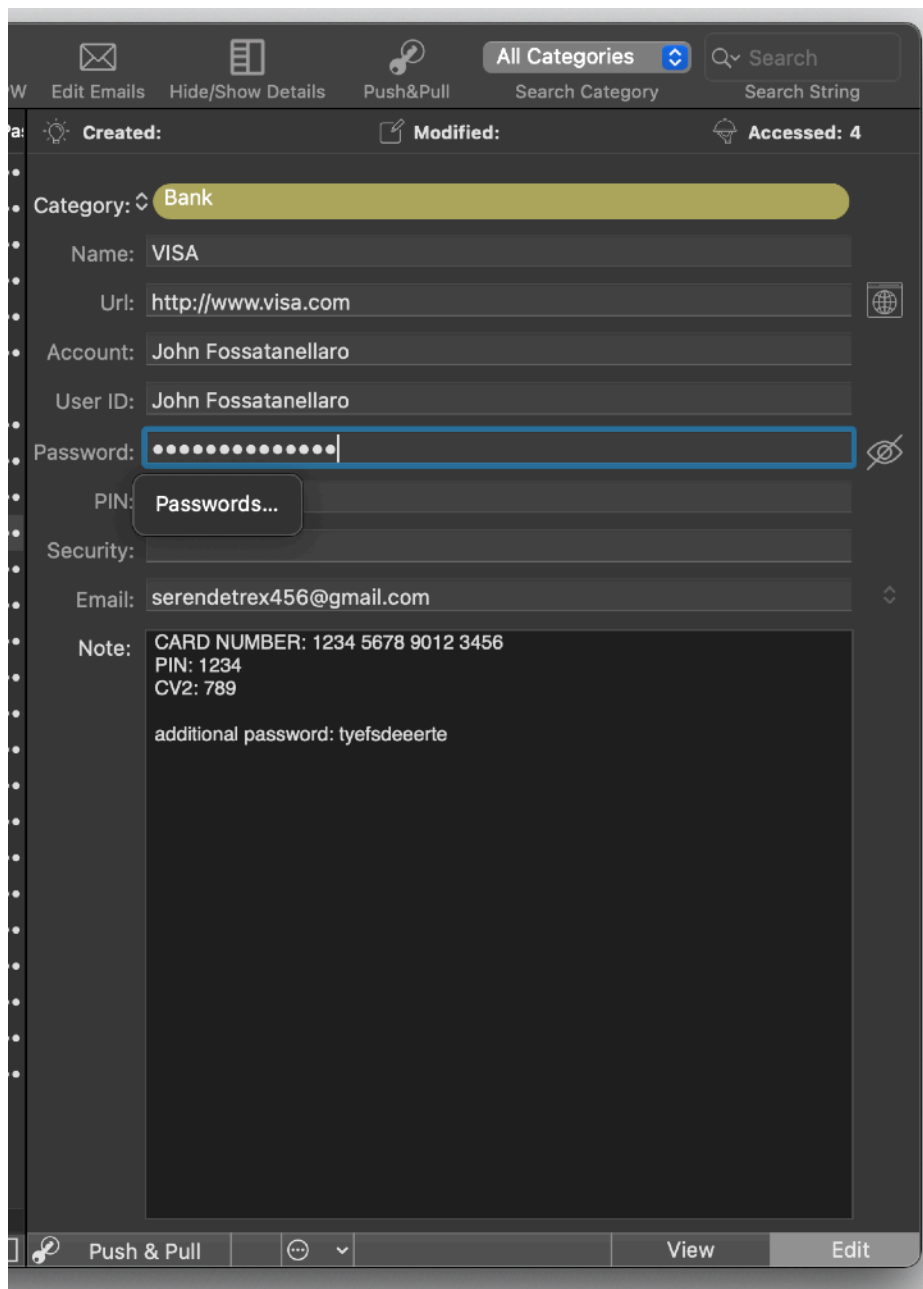 All Categories
Search
W Edit Emails Hide/Show Details Push&Pull Search Category Search String
Created: Modified: Accessed: 4
Category: Bank
Name: VISA
Url: http://www.visa.com
Account: John Fossatanellaro
User ID: John Fossatanellaro
Password: ••••••••••••••
PIN:
Passwords...
Security:
Email: serendetrex456@gmail.com
Note: CARD NUMBER: 1234 5678 9012 3456
PIN: 1234
CV2: 789
additional password: tyefsdeeerte
Push & Pull View Edit